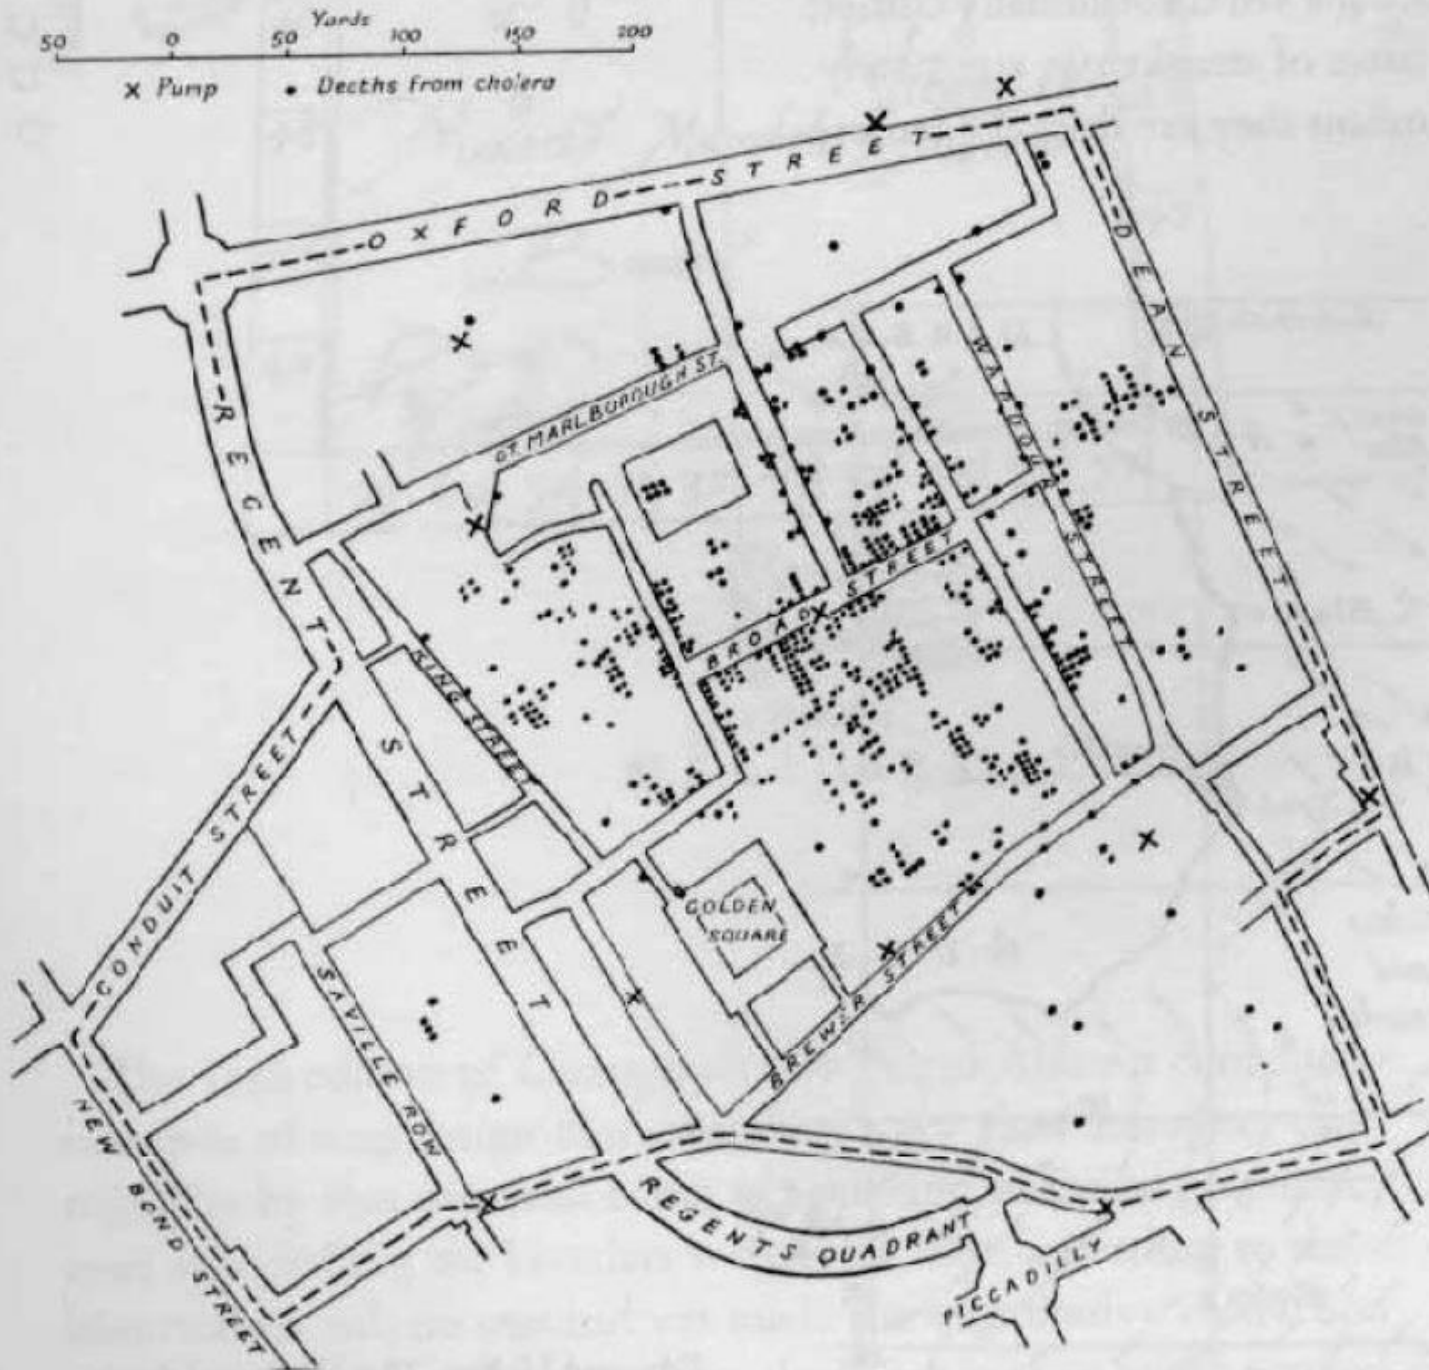 Yards
50 0 50 100 150 200
x Pump • Deeths from cholera
OXFORD STREET
DEAN STREET
WARDOUR STREET
GT. MARLBOROUGH ST.
REGENT STREET
BROAD STREET
KING STREET
CONDUIT STREET
GOLDEN
SQUARE
BREWER STREET
SAVILLE ROW
NEW BOND STREET
REGENTS QUADRANT
PICCADILLY